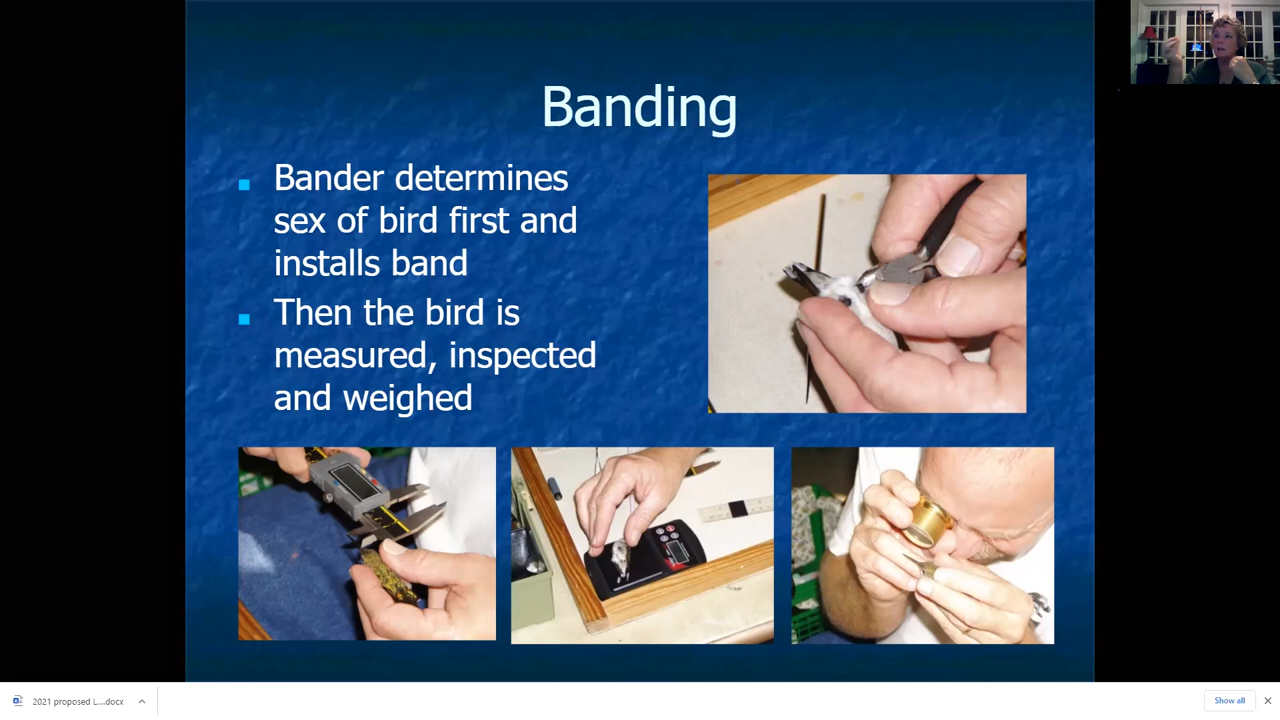 Banding
Bander determines
sex of bird first and
installs band
Then the bird is
measured, inspected
and weighed
2021 proposed L....docx
Show all